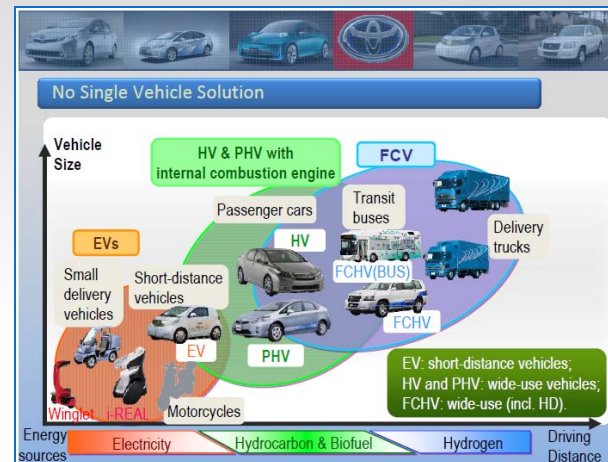 No Single Vehicle Solution
Vehicle
Size
HV & PHV with
internal combustion engine
FCV
Passenger cars
Transit
buses
HV
Delivery
trucks
EVs
Small
delivery
vehicles
Short-distance
vehicles
FCHV(BUS)
EV
PHV
FCHV
Winglet
i-REAL
Motorcycles
EV: short-distance vehicles;
HV and PHV: wide-use vehicles;
FCHV: wide-use (incl. HD).
Energy
sources
Electricity
Hydrocarbon & Biofuel
Hydrogen
Driving
Distance